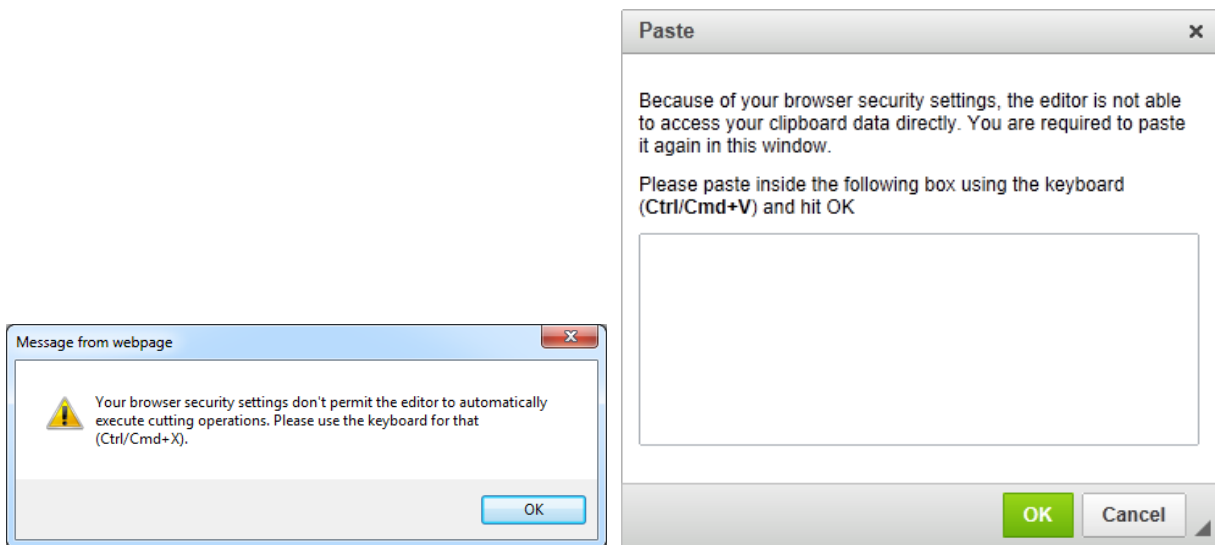 Message from webpage
Your browser security settings don't permit the editor to automatically
execute cutting operations. Please use the keyboard for that
(Ctrl/Cmd+X).
OK
Paste
Because of your browser security settings, the editor is not able
to access your clipboard data directly. You are required to paste
it again in this window.
Please paste inside the following box using the keyboard
(Ctrl/Cmd+V) and hit OK
OK
Cancel